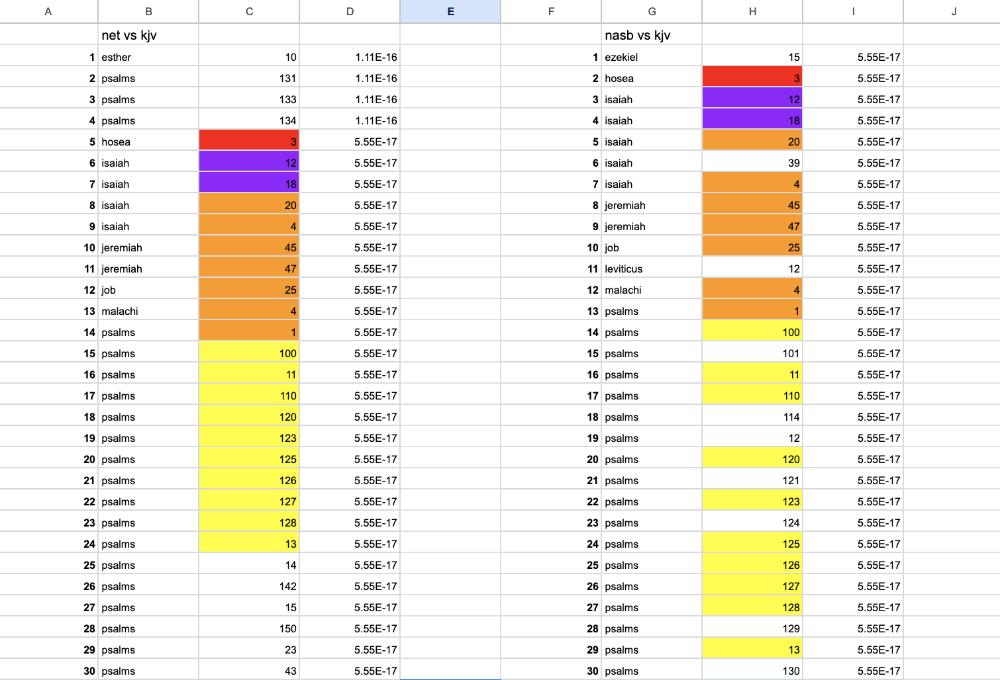 A B C D E F G H I J
net vs kjv nasb vs kjv
1 esther 10 1.11E-16 1 ezekiel 15 5.55E-17
2 psalms 131 1.11E-16 2 hosea 3 5.55E-17
3 psalms 133 1.11E-16 3 isaiah 12 5.55E-17
4 psalms 134 1.11E-16 4 isaiah 18 5.55E-17
5 hosea 3 5.55E-17 5 isaiah 20 5.55E-17
6 isaiah 12 5.55E-17 6 isaiah 39 5.55E-17
7 isaiah 18 5.55E-17 7 isaiah 4 5.55E-17
8 isaiah 20 5.55E-17 8 jeremiah 45 5.55E-17
9 isaiah 4 5.55E-17 9 jeremiah 47 5.55E-17
10 jeremiah 45 5.55E-17 10 job 25 5.55E-17
11 jeremiah 47 5.55E-17 11 leviticus 12 5.55E-17
12 job 25 5.55E-17 12 malachi 4 5.55E-17
13 malachi 4 5.55E-17 13 psalms 1 5.55E-17
14 psalms 1 5.55E-17 14 psalms 100 5.55E-17
15 psalms 100 5.55E-17 15 psalms 101 5.55E-17
16 psalms 11 5.55E-17 16 psalms 11 5.55E-17
17 psalms 110 5.55E-17 17 psalms 110 5.55E-17
18 psalms 120 5.55E-17 18 psalms 114 5.55E-17
19 psalms 123 5.55E-17 19 psalms 12 5.55E-17
20 psalms 125 5.55E-17 20 psalms 120 5.55E-17
21 psalms 126 5.55E-17 21 psalms 121 5.55E-17
22 psalms 127 5.55E-17 22 psalms 123 5.55E-17
23 psalms 128 5.55E-17 23 psalms 124 5.55E-17
24 psalms 13 5.55E-17 24 psalms 125 5.55E-17
25 psalms 14 5.55E-17 25 psalms 126 5.55E-17
26 psalms 142 5.55E-17 26 psalms 127 5.55E-17
27 psalms 15 5.55E-17 27 psalms 128 5.55E-17
28 psalms 150 5.55E-17 28 psalms 129 5.55E-17
29 psalms 23 5.55E-17 29 psalms 13 5.55E-17
30 psalms 43 5.55E-17 30 psalms 130 5.55E-17